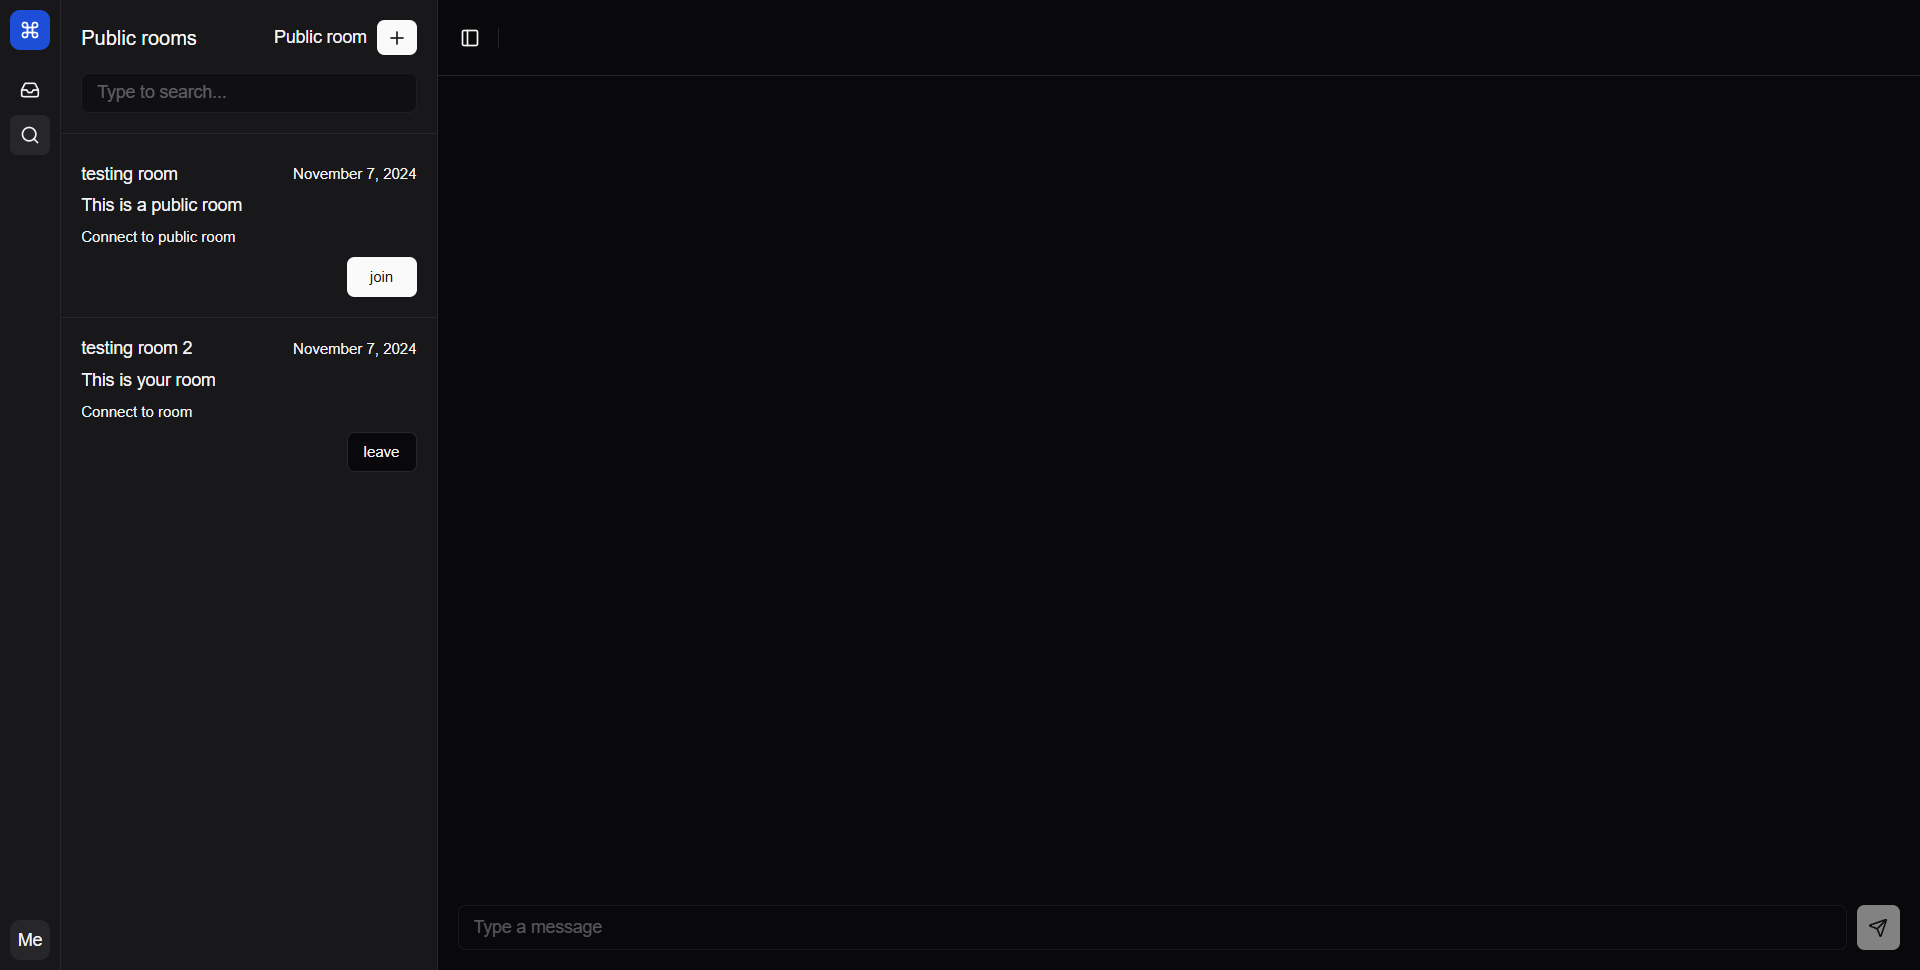 Public rooms
Public room
Type to search...
testing room
November 7, 2024
This is a public room
Connect to public room
join
testing room 2
November 7, 2024
This is your room
Connect to room
leave
Type a message
Me